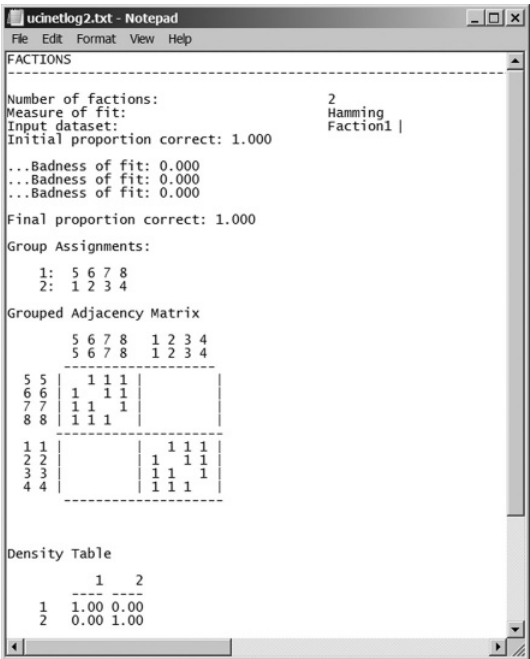 ucinetlog2.txt - Notepad
File Edit Format View Help
FACTIONS
--------------------------------------------------------------------------------
Number of factions: 2
Measure of fit: Hamming
Input dataset: Faction1 |
Initial proportion correct: 1.000
...Badness of fit: 0.000
...Badness of fit: 0.000
...Badness of fit: 0.000
Final proportion correct: 1.000
Group Assignments:
1: 5 6 7 8
2: 1 2 3 4
Grouped Adjacency Matrix
5 6 7 8 1 2 3 4
5 6 7 8 1 2 3 4
---------------------
5 5 | 1 1 1 | |
6 6 | 1 1 1 | |
7 7 | 1 1 1 | |
8 8 | 1 1 1 | |
---------------------
1 1 | | 1 1 1 |
2 2 | | 1 1 1 |
3 3 | | 1 1 1 |
4 4 | | 1 1 1 |
---------------------
Density Table
1 2
---- ----
1 1.00 0.00
2 0.00 1.00